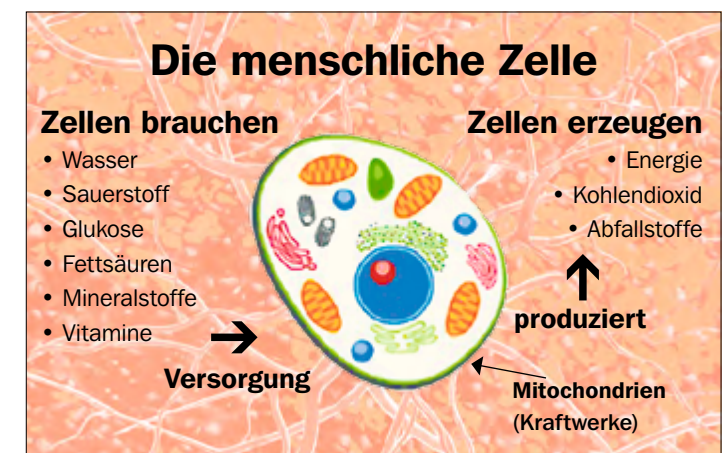 Die menschliche Zelle
Zellen brauchen
• Wasser
• Sauerstoff
• Glukose
• Fettsäuren
• Mineralstoffe
• Vitamine
Versorgung
Zellen erzeugen
• Energie
• Kohlendioxid
• Abfallstoffe
produziert
Mitochondrien
(Kraftwerke)